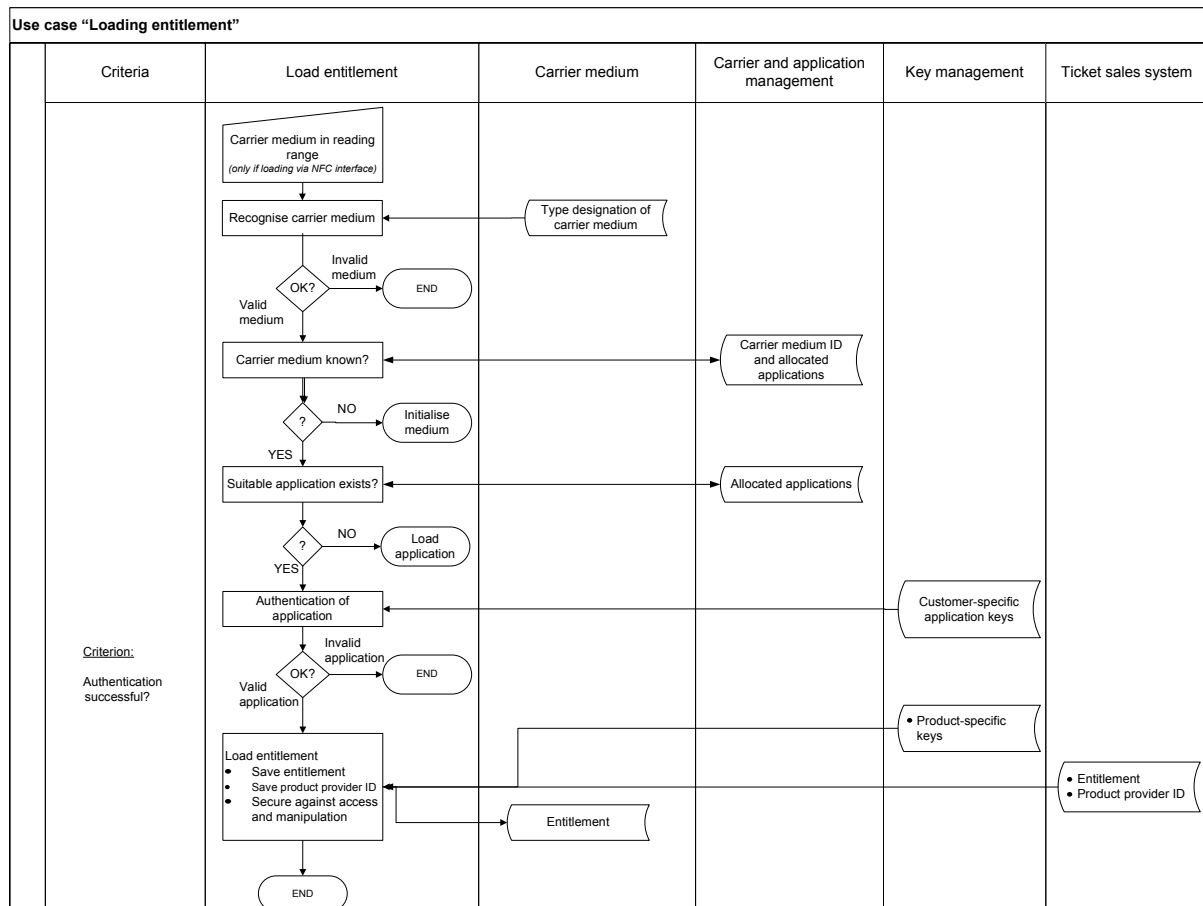 Use case “Loading entitlement”
Criteria
Load entitlement
Carrier medium
Carrier and application
management
Key management
Ticket sales system
Carrier medium in reading
range
(only if loading via NFC interface)
Recognise carrier medium
Type designation of
carrier medium
Invalid
medium
OK?
END
Valid
medium
Carrier medium known?
Carrier medium ID
and allocated
applications
?
NO
Initialise
medium
YES
Suitable application exists?
Allocated applications
?
NO
Load
application
YES
Authentication of
application
Customer-specific
application keys
Invalid
application
Criterion:
Authentication
successful?
OK?
END
Valid
application
• Product-specific
keys
Load entitlement
• Save entitlement
• Save product provider ID
• Secure against access
and manipulation
• Entitlement
• Product provider ID
Entitlement
END